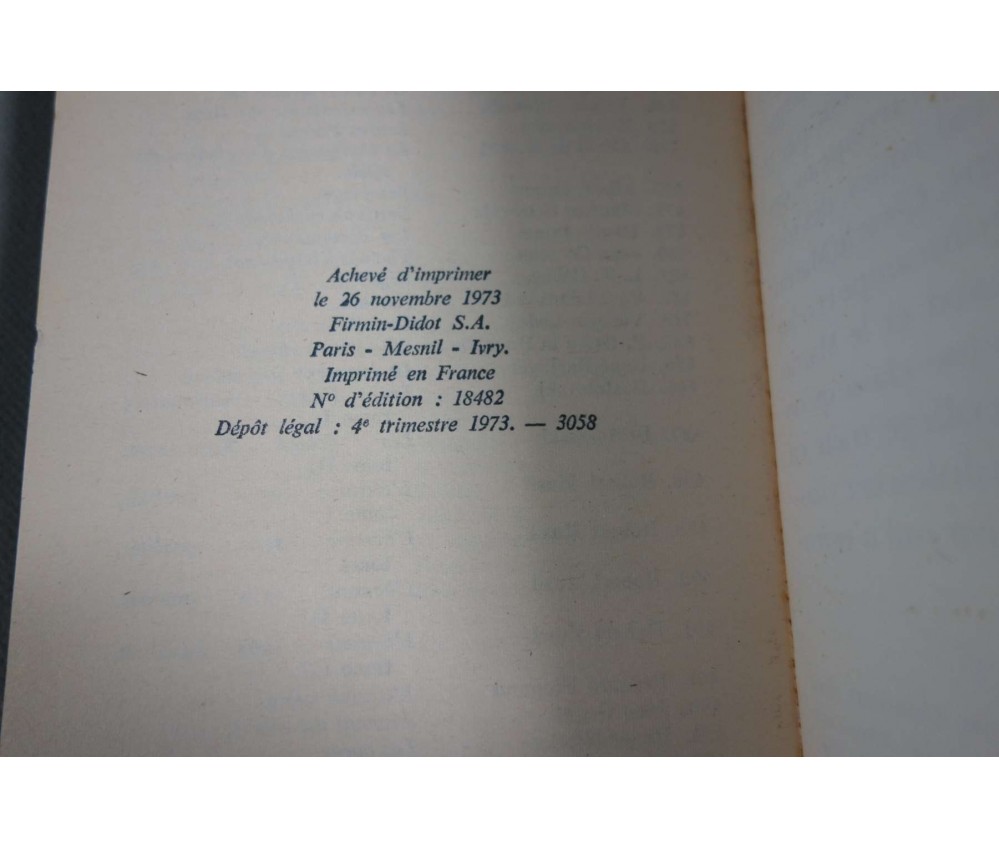 Achevé d'imprimer
le 26 novembre 1973
Firmin-Didot S.A.
Paris - Mesnil - Ivry.
Imprimé en France
Nº d'édition : 18482
Dépôt légal : 4e trimestre 1973. — 3058